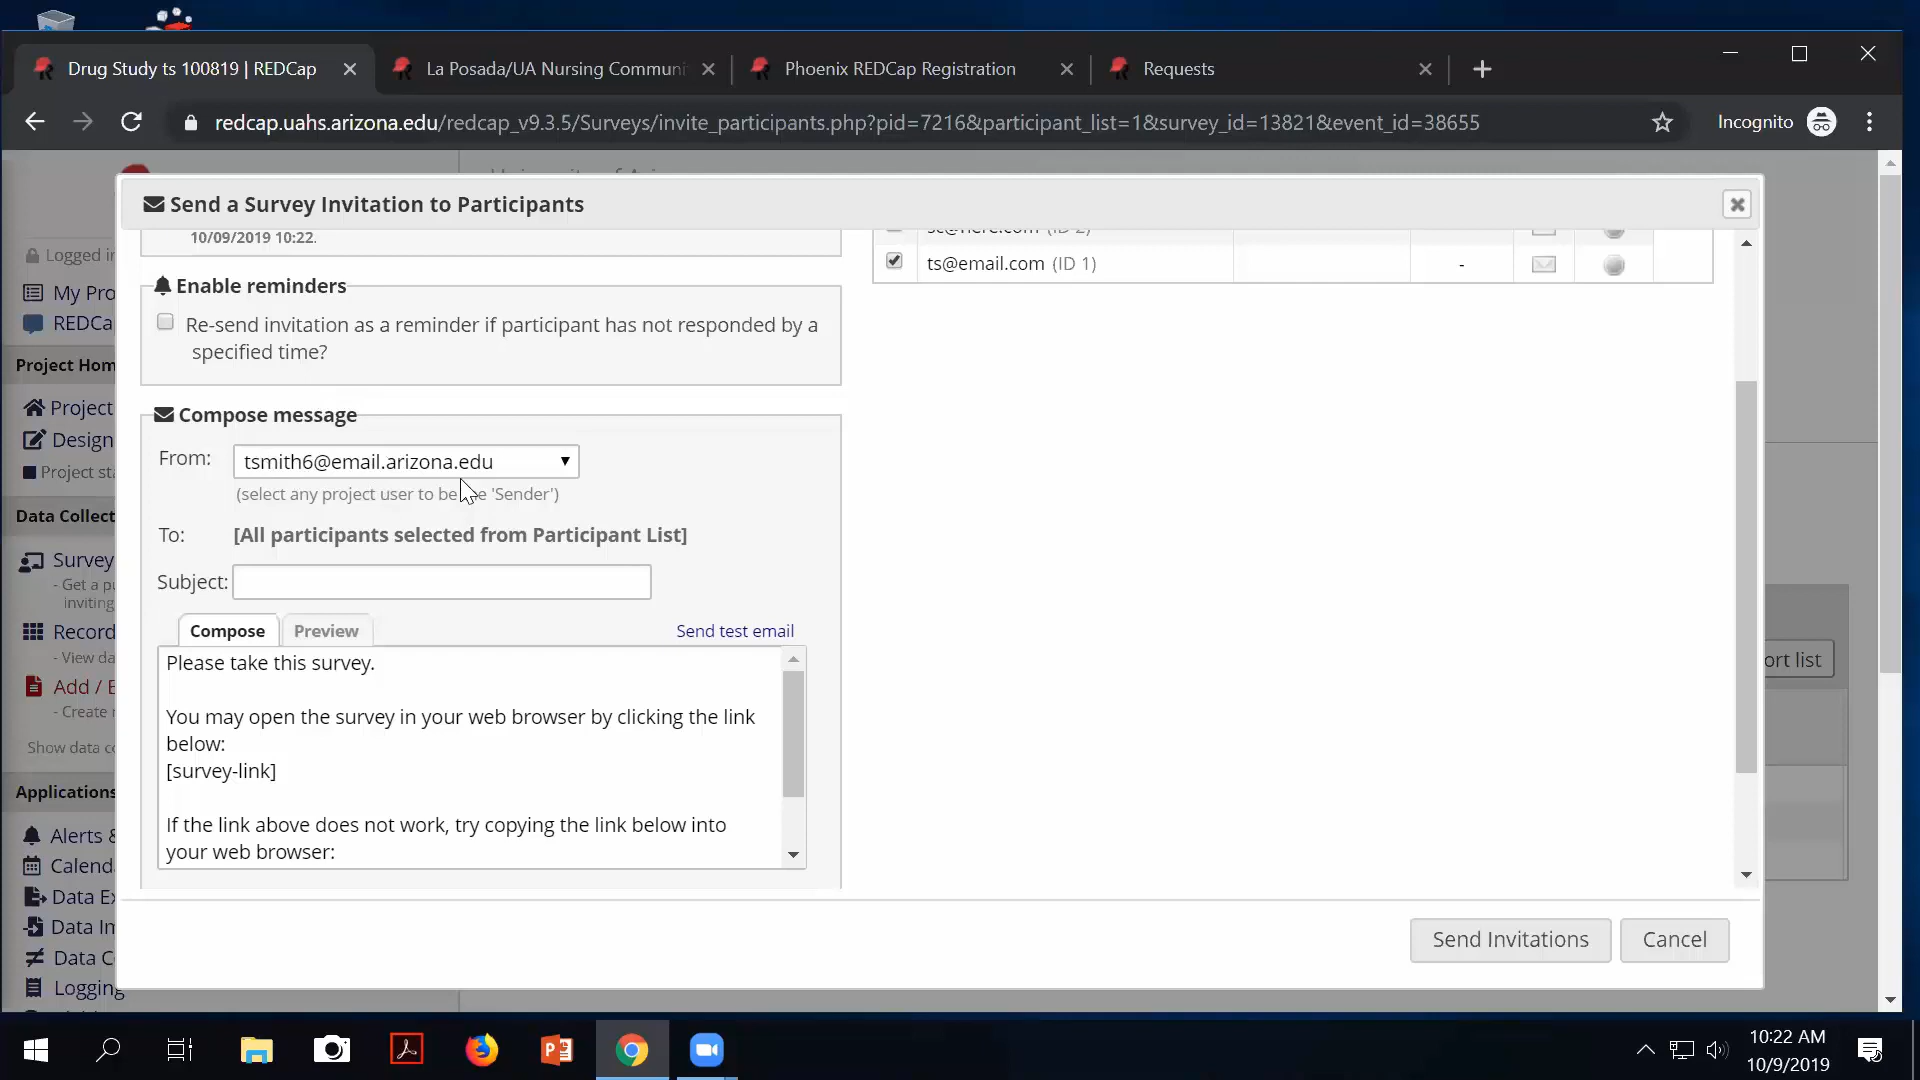 Drug Study ts 100819 | REDCap
La Posada/UA Nursing Communi
Phoenix REDCap Registration
Requests
redcap.uahs.arizona.edu/redcap_v9.3.5/Surveys/invite_participants.php?pid=7216&participant_list=1&survey_id=13821&event_id=38655
Incognito
Send a Survey Invitation to Participants
10/09/2019 10:22.
(ID 2)
ts@email.com (ID 1)
-
Enable reminders
Re-send invitation as a reminder if participant has not responded by a
specified time?
Compose message
From: tsmith6@email.arizona.edu
(select any project user to be the 'Sender')
To: [All participants selected from Participant List]
Subject:
Compose
Preview
Send test email
Please take this survey.
You may open the survey in your web browser by clicking the link
below:
[survey-link]
If the link above does not work, try copying the link below into
your web browser:
Send Invitations
Cancel
Logged in
My Pro
REDCa
Project Hom
Project
Design
Project sta
Data Collect
Survey
- Get a pu
inviting
Record
- View da
Add / E
- Create n
Show data co
Applications
Alerts &
Calend
Data Ex
Data Im
Data C
Logging
ort list
10:22 AM
10/9/2019